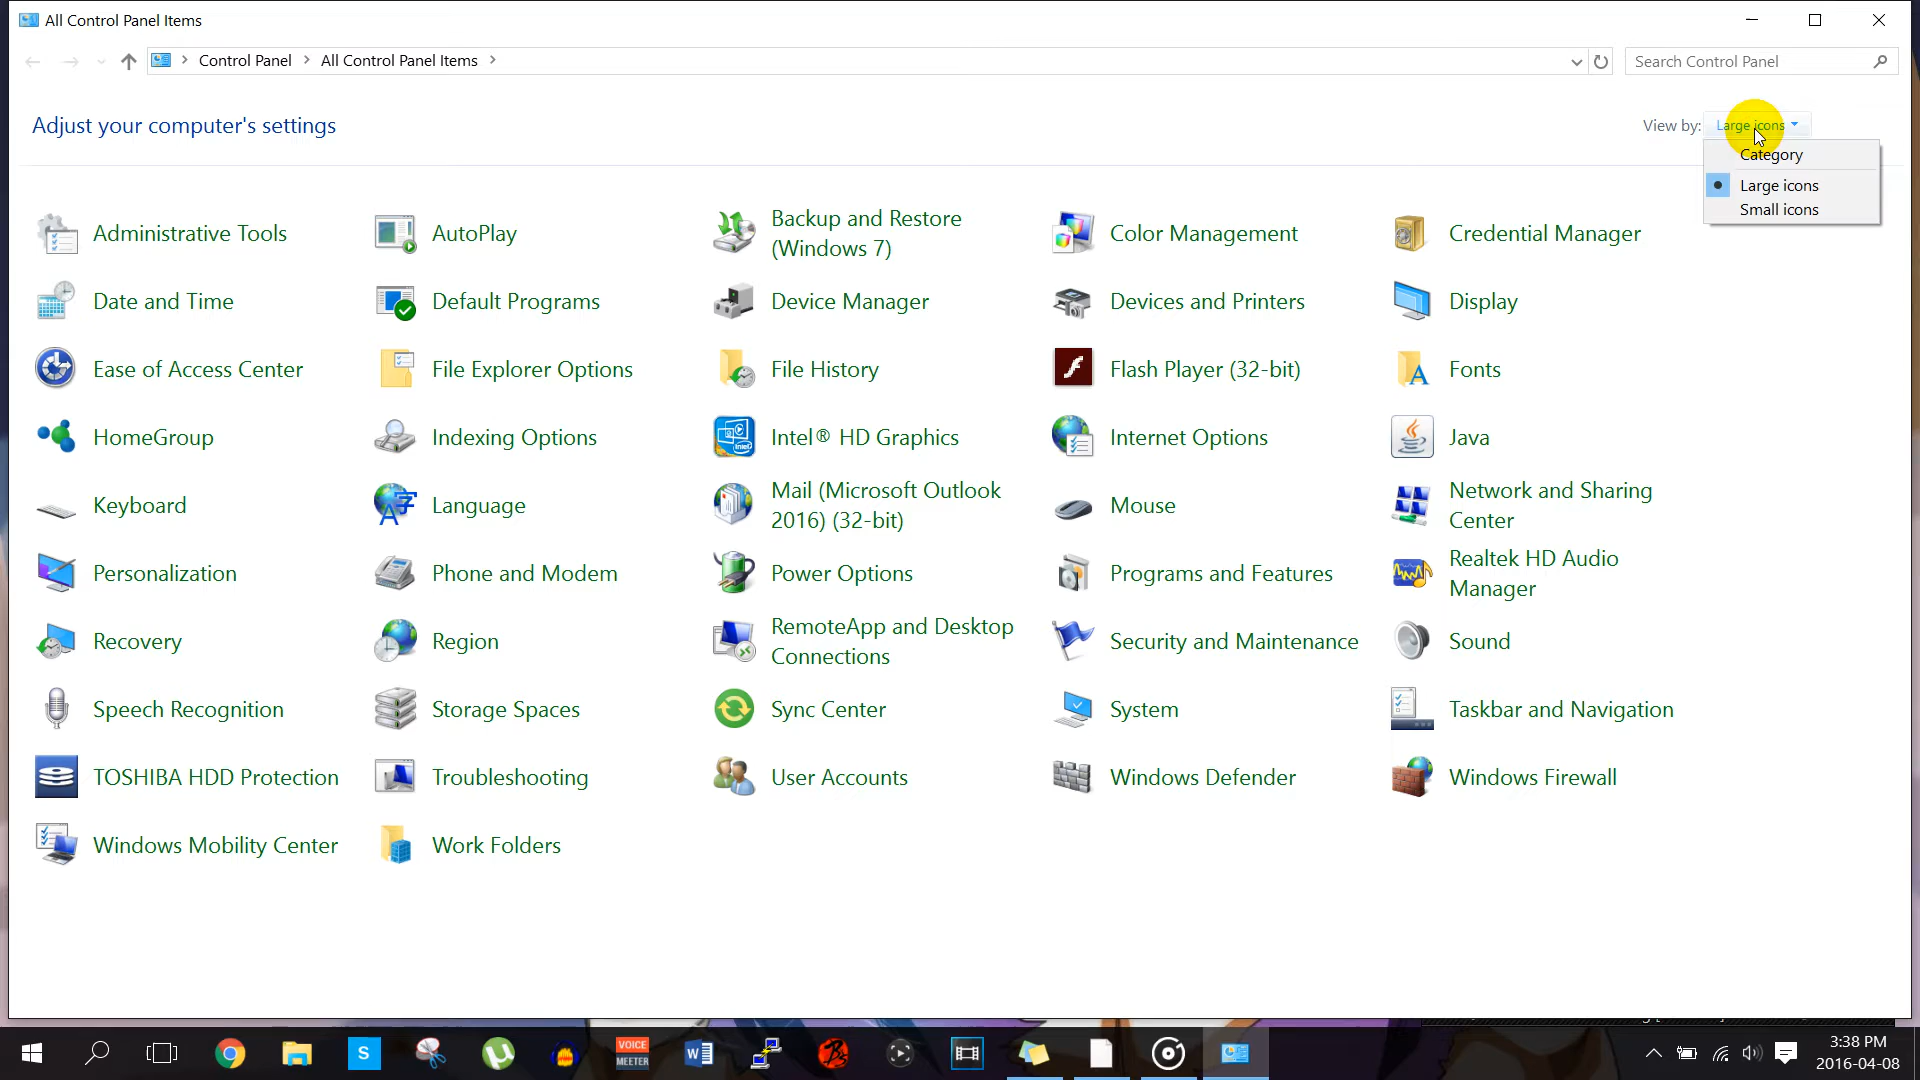 All Control Panel Items
Control Panel
All Control Panel Items
Search Control Panel
Adjust your computer's settings
View by:
Large icons
Category
Large icons
Small icons
Administrative Tools
AutoPlay
Backup and Restore
(Windows 7)
Color Management
Credential Manager
Date and Time
Default Programs
Device Manager
Devices and Printers
Display
Ease of Access Center
File Explorer Options
File History
Flash Player (32-bit)
Fonts
HomeGroup
Indexing Options
Intel® HD Graphics
Internet Options
Java
Keyboard
Language
Mail (Microsoft Outlook
2016) (32-bit)
Mouse
Network and Sharing
Center
Personalization
Phone and Modem
Power Options
Programs and Features
Realtek HD Audio
Manager
Recovery
Region
RemoteApp and Desktop
Connections
Security and Maintenance
Sound
Speech Recognition
Storage Spaces
Sync Center
System
Taskbar and Navigation
TOSHIBA HDD Protection
Troubleshooting
User Accounts
Windows Defender
Windows Firewall
Windows Mobility Center
Work Folders
VOICE
MEETER
3:38 PM
2016-04-08